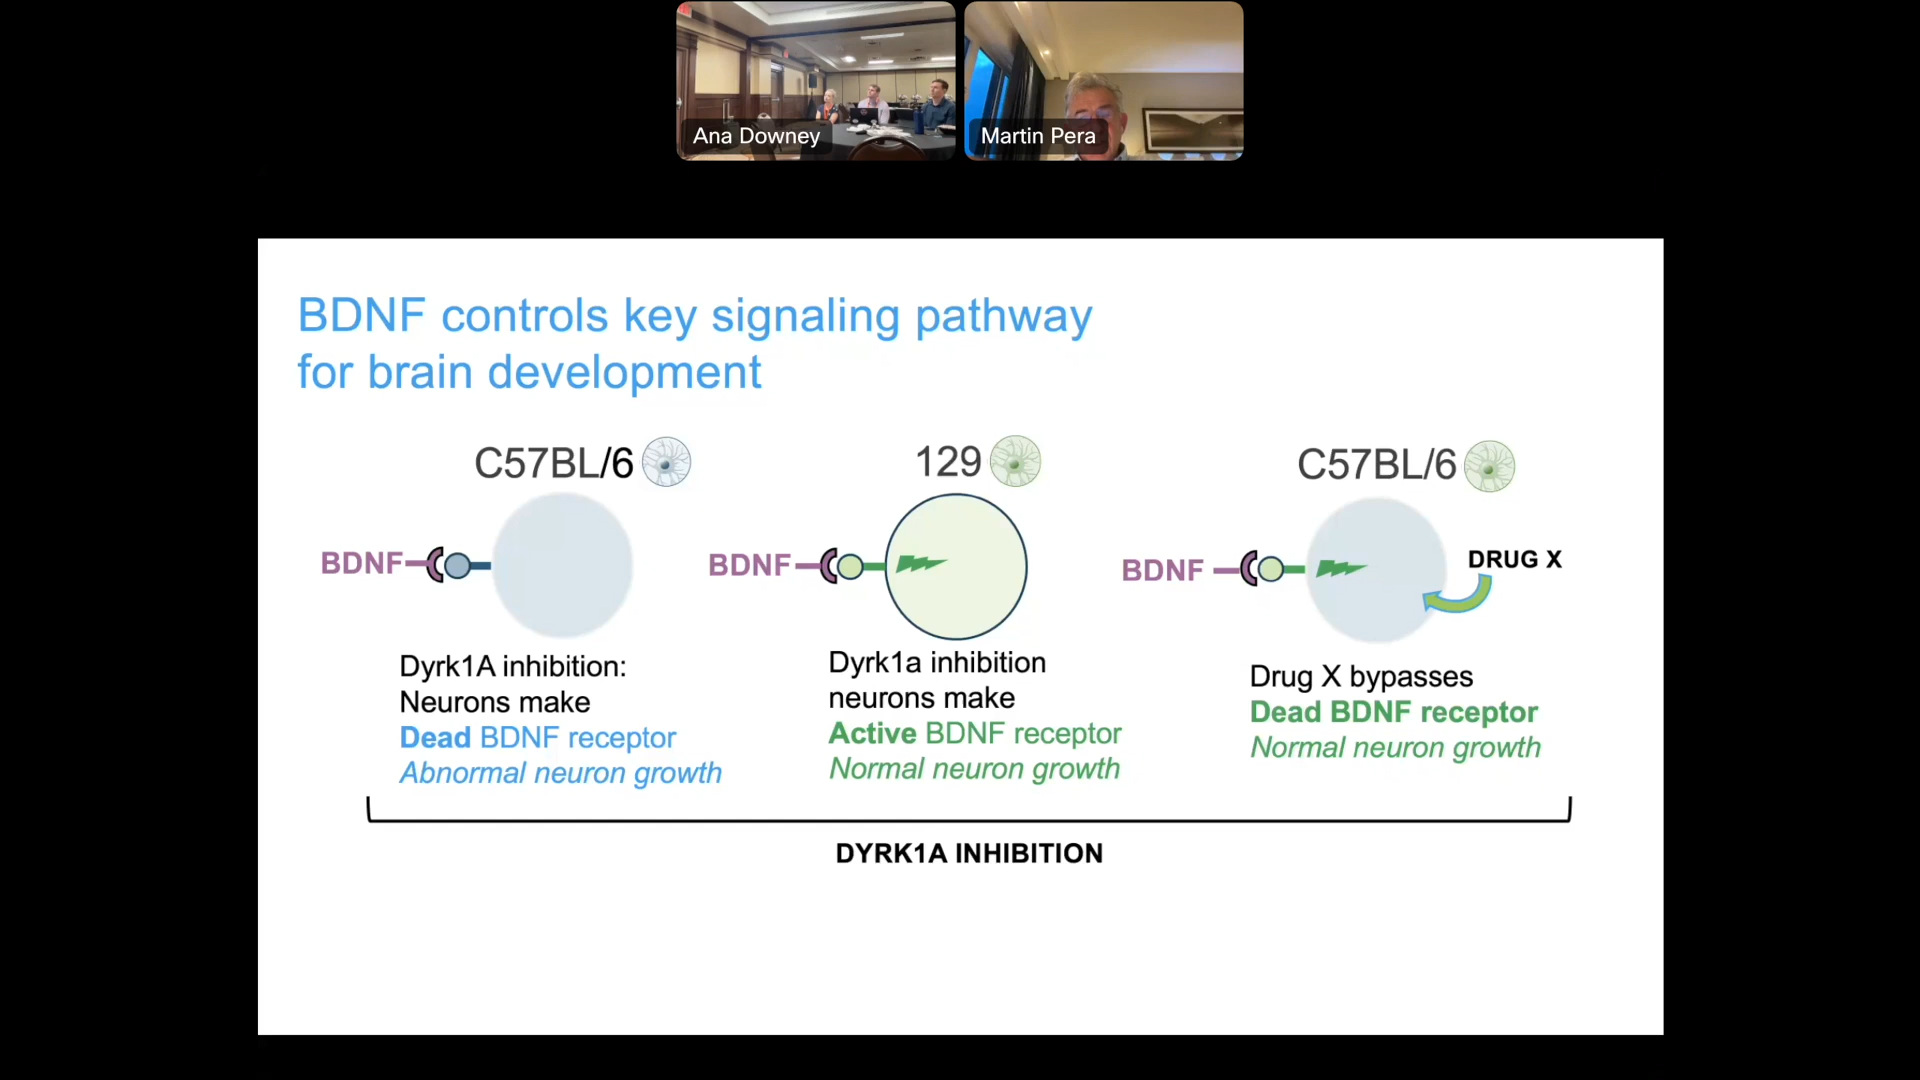 Ana Downey
Martin Pera
BDNF controls key signaling pathway
for brain development
C57BL/6
BDNF
Dyrk1A inhibition:
Neurons make
Dead BDNF receptor
Abnormal neuron growth
129
BDNF
Dyrk1a inhibition
neurons make
Active BDNF receptor
Normal neuron growth
C57BL/6
BDNF
DRUG X
Drug X bypasses
Dead BDNF receptor
Normal neuron growth
DYRK1A INHIBITION